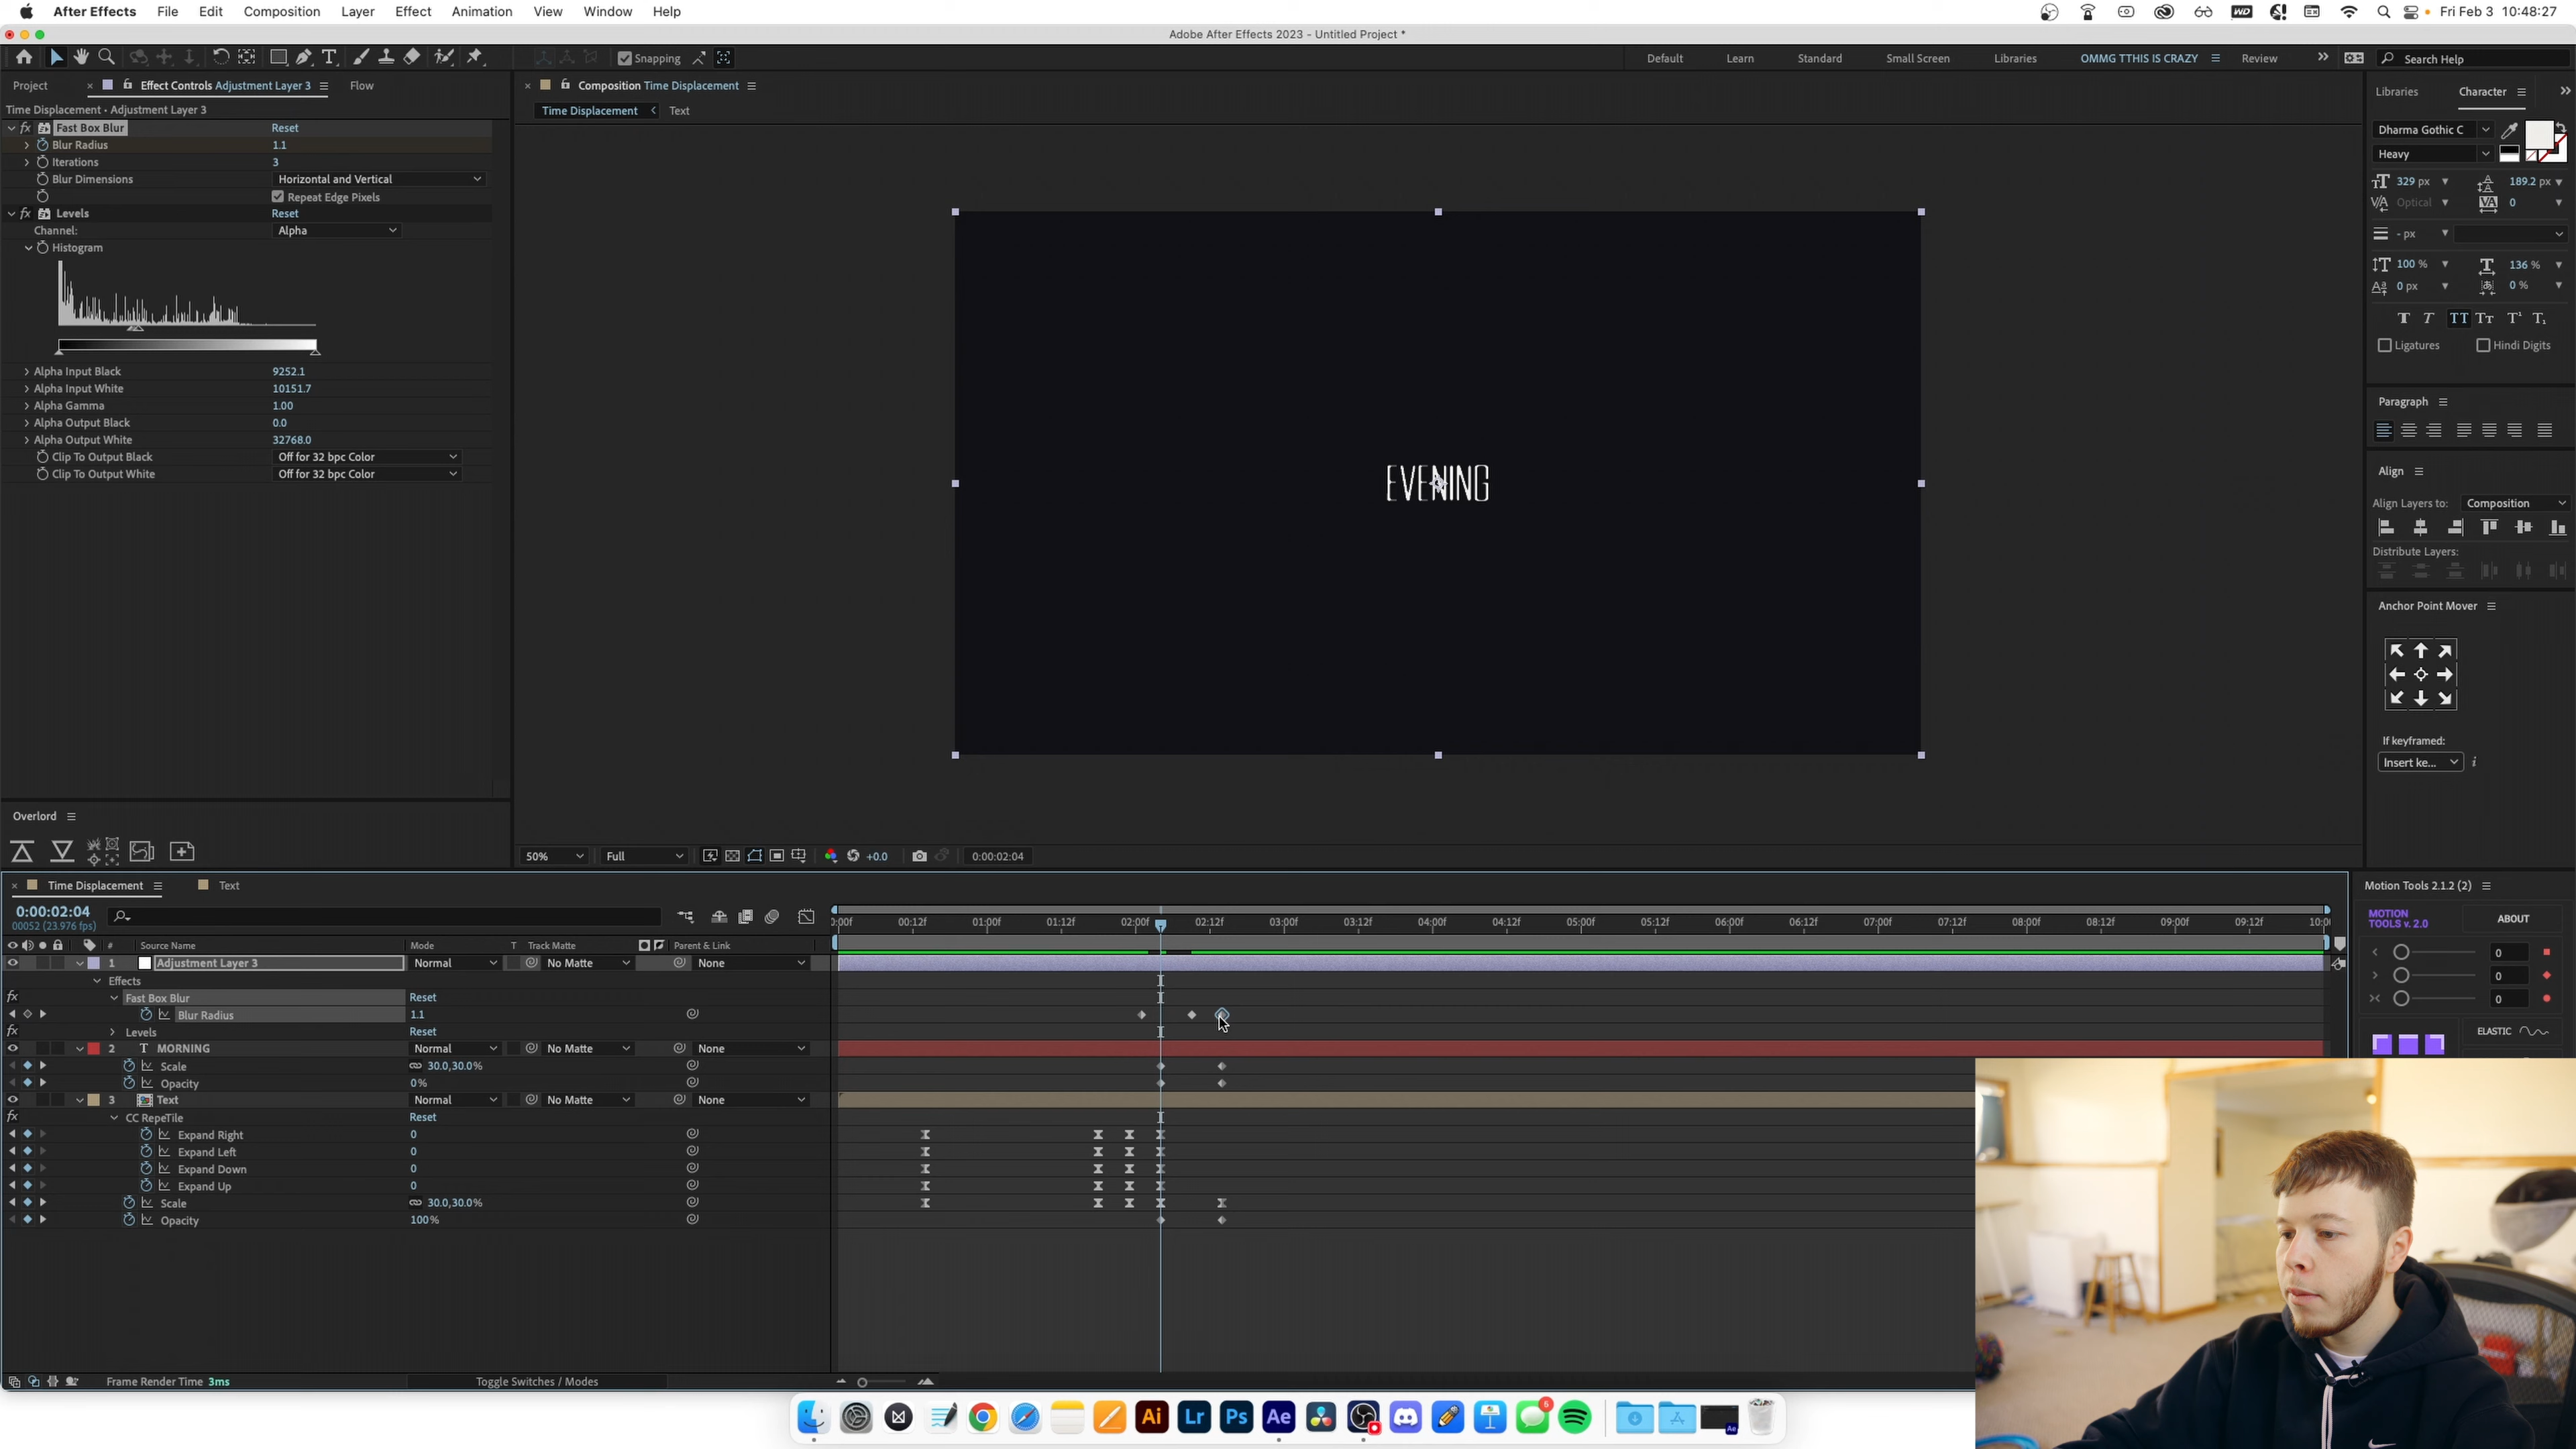 After Effects File Edit Composition Layer Effect Animation View Window Help
WD
Fri Feb 3 10:48:27
Adobe After Effects 2023 - Untitled Project *
Snapping
Default Learn Standard Small Screen Libraries OMMG TTHIS IS CRAZY Review
Search Help
Project Effect Controls Adjustment Layer 3 Flow
Time Displacement • Adjustment Layer 3
fx Fast Box Blur Reset
Blur Radius 1.1
Iterations 3
Blur Dimensions Horizontal and Vertical
Repeat Edge Pixels
fx Levels Reset
Channel: Alpha
Histogram
Alpha Input Black 9252.1
Alpha Input White 10151.7
Alpha Gamma 1.00
Alpha Output Black 0.0
Alpha Output White 32768.0
Clip To Output Black Off for 32 bpc Color
Clip To Output White Off for 32 bpc Color
Overlord
Composition Time Displacement
Time Displacement < Text
EVENING
50% Full +0.0 0:00:02:04
Libraries Character
Dharma Gothic C
Heavy
329 px 189.2 px
Optical 0
- px
100 % 136 %
0 px 0 %
Ligatures Hindi Digits
Paragraph
Align
Align Layers to: Composition
Distribute Layers:
Anchor Point Mover
If keyframed:
Insert ke...
Time Displacement Text
0:00:02:04
00052 (23.976 fps)
# Source Name Mode T Track Matte Parent & Link
1 Adjustment Layer 3 Normal No Matte None
Effects
fx Fast Box Blur Reset
Blur Radius 1.1
fx Levels Reset
2 T MORNING Normal No Matte None
Scale 30.0,30.0%
Opacity 0%
3 Text Normal No Matte None
fx CC RepeTile Reset
Expand Right 0
Expand Left 0
Expand Down 0
Expand Up 0
Scale 30.0,30.0%
Opacity 100%
Frame Render Time 3ms Toggle Switches / Modes
0:00f 00:12f 01:00f 01:12f 02:00f 02:12f 03:00f 03:12f 04:00f 04:12f 05:00f 05:12f 06:00f 06:12f 07:00f 07:12f 08:00f 08:12f 09:00f 09:12f 10:0
Motion Tools 2.1.2 (2)
MOTION
TOOLS v. 2.0
ABOUT
0
0
0
ELASTIC
Ai Lr Ps Ae 6
Ae